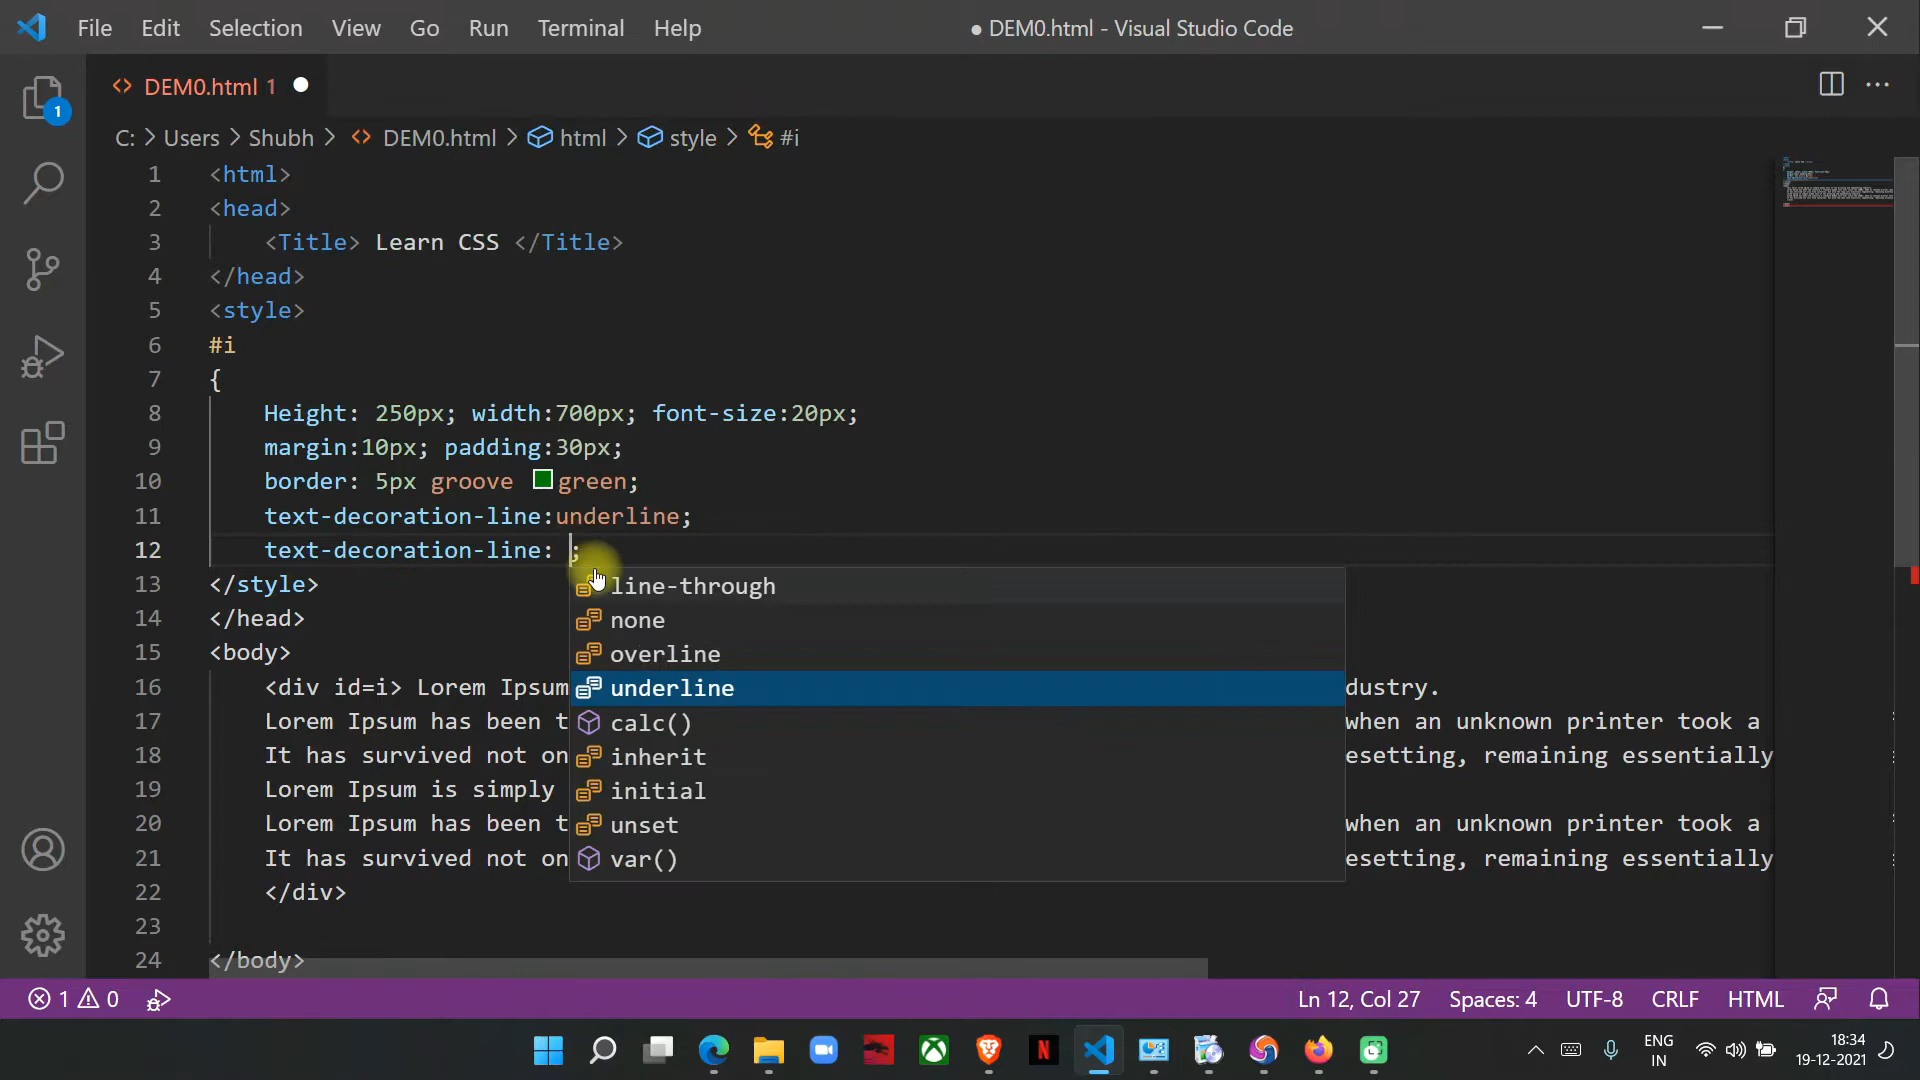 File Edit Selection View Go Run Terminal Help ● DEM0.html - Visual Studio Code
DEM0.html 1
1
C: > Users > Shubh > DEM0.html > html > style > #i
1 <html>
2 <head>
3 <Title> Learn CSS </Title>
4 </head>
5 <style>
6 #i
7 {
8 Height: 250px; width:700px; font-size:20px;
9 margin:10px; padding:30px;
10 border: 5px groove green;
11 text-decoration-line:underline;
12 text-decoration-line: ;
13 </style>
line-through
14 </head>
none
15 <body>
overline
16 <div id=i> Lorem Ipsum
underline
dustry.
17 Lorem Ipsum has been t
calc()
when an unknown printer took a
18 It has survived not on
inherit
esetting, remaining essentially
19 Lorem Ipsum is simply
initial
20 Lorem Ipsum has been t
unset
when an unknown printer took a
21 It has survived not on
var()
esetting, remaining essentially
22 </div>
23
24 </body>
1 0
Ln 12, Col 27 Spaces: 4 UTF-8 CRLF HTML
N
ENG
IN
18:34
19-12-2021